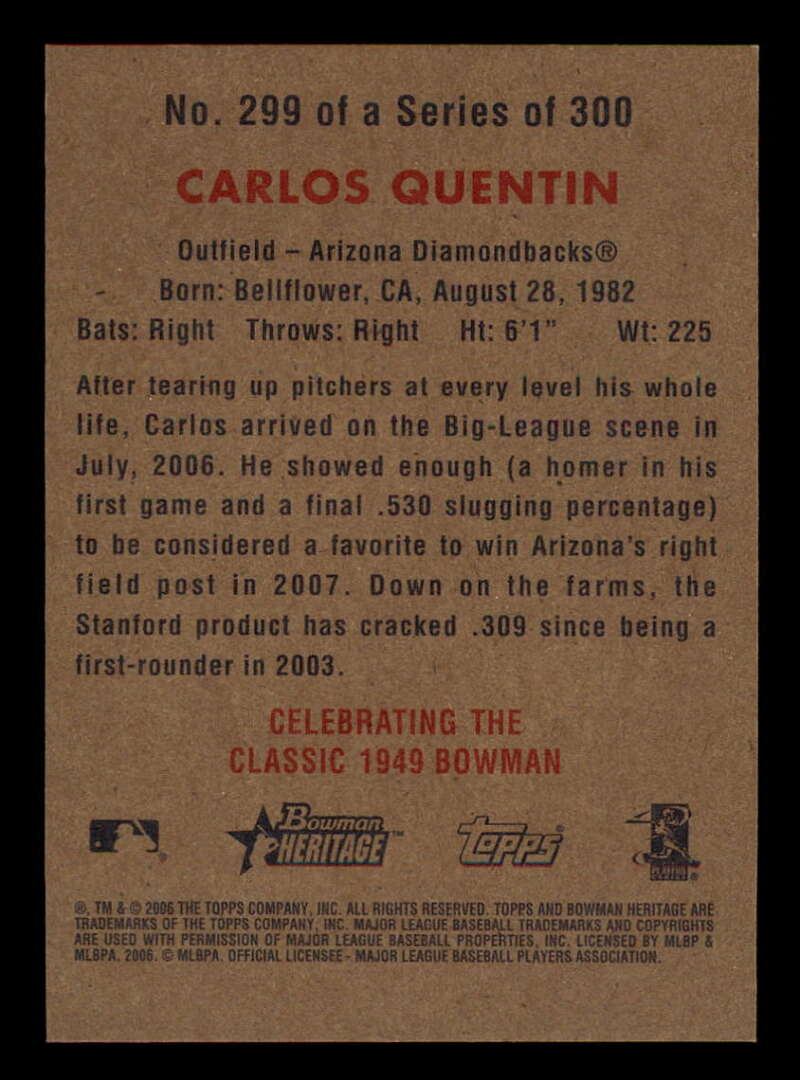 No. 299 of a Series of 300
CARLOS QUENTIN
Outfield – Arizona Diamondbacks®
Born: Bellflower, CA, August 28, 1982
Bats: Right Throws: Right Ht: 6'1" Wt: 225
After tearing up pitchers at every level his whole
life, Carlos arrived on the Big-League scene in
July, 2006. He showed enough (a homer in his
first game and a final .530 slugging percentage)
to be considered a favorite to win Arizona's right
field post in 2007. Down on the farms, the
Stanford product has cracked .309 since being a
first-rounder in 2003.
CELEBRATING THE
CLASSIC 1949 BOWMAN
Bowman HERITAGE™ Topps® PLAYERS®
®, TM & © 2006 THE TOPPS COMPANY, INC. ALL RIGHTS RESERVED. TOPPS AND BOWMAN HERITAGE ARE
TRADEMARKS OF THE TOPPS COMPANY, INC. MAJOR LEAGUE BASEBALL TRADEMARKS AND COPYRIGHTS
ARE USED WITH PERMISSION OF MAJOR LEAGUE BASEBALL PROPERTIES, INC. LICENSED BY MLBP &
MLBPA. 2006. © MLBPA. OFFICIAL LICENSEE - MAJOR LEAGUE BASEBALL PLAYERS ASSOCIATION.